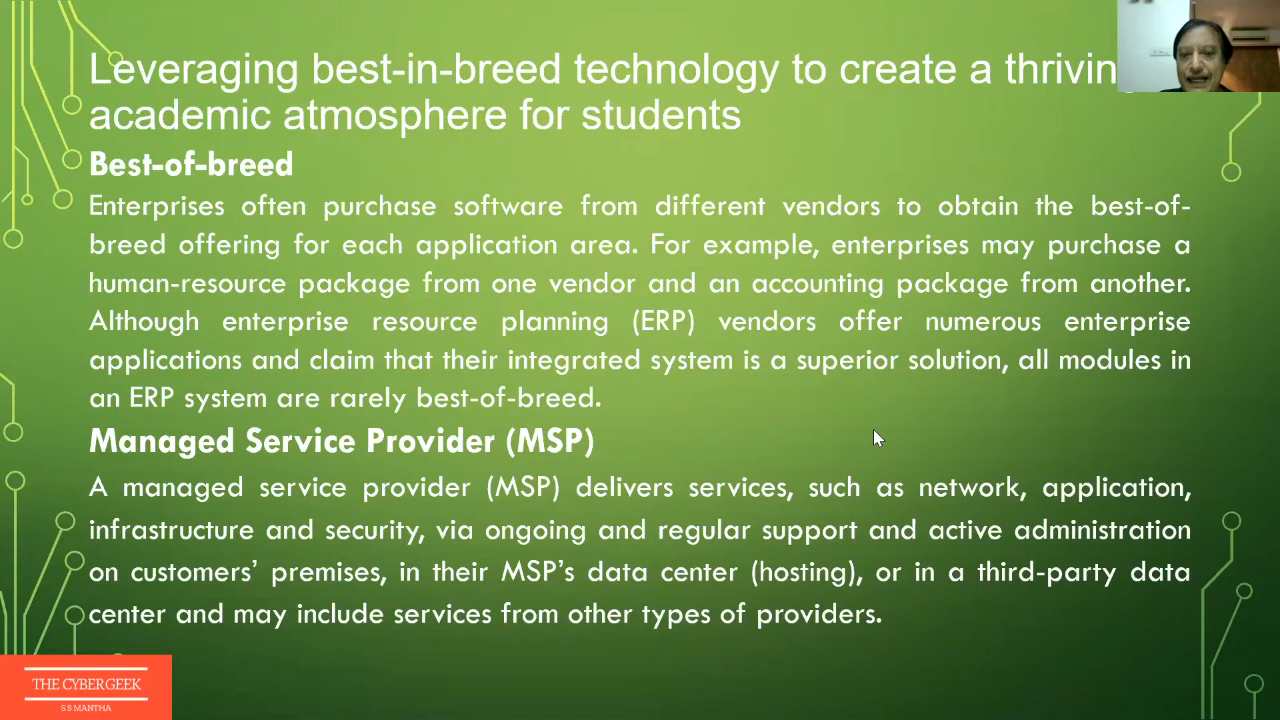 Leveraging best-in-breed technology to create a thrivin
academic atmosphere for students
Best-of-breed
Enterprises often purchase software from different vendors to obtain the best-of-
breed offering for each application area. For example, enterprises may purchase a
human-resource package from one vendor and an accounting package from another.
Although enterprise resource planning (ERP) vendors offer numerous enterprise
applications and claim that their integrated system is a superior solution, all modules in
an ERP system are rarely best-of-breed.
Managed Service Provider (MSP)
A managed service provider (MSP) delivers services, such as network, application,
infrastructure and security, via ongoing and regular support and active administration
on customers’ premises, in their MSP’s data center (hosting), or in a third-party data
center and may include services from other types of providers.
THE CYBERGEEK
S S MANTHA